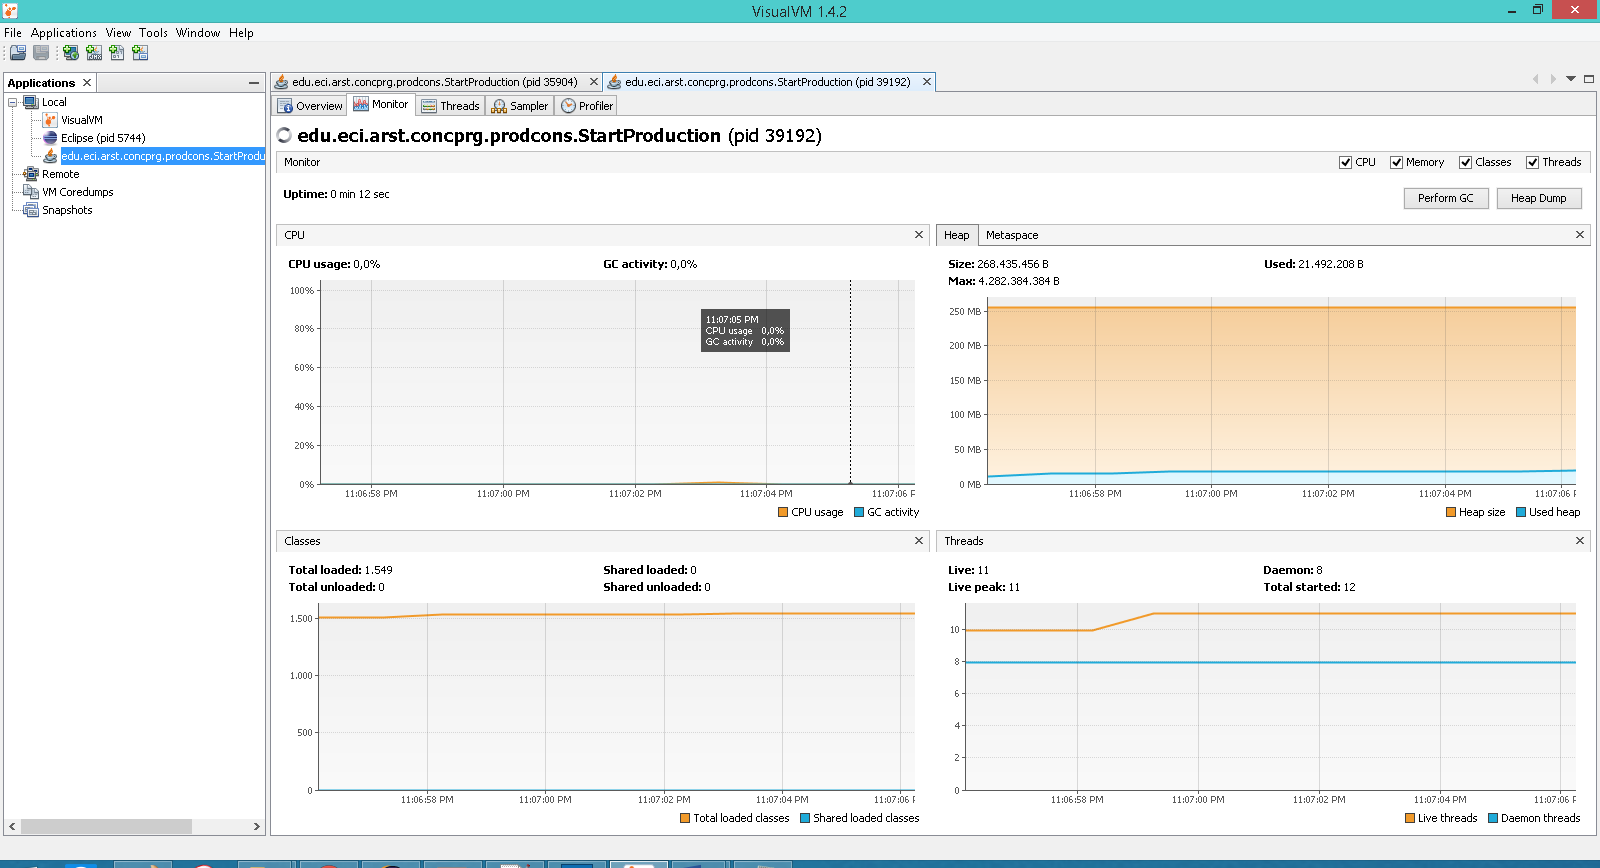 VisualVM 1.4.2
File Applications View Tools Window Help
Applications
Local
VisualVM
Eclipse (pid 5744)
edu.eci.arst.concprg.prodcons.StartProdu
Remote
VM Coredumps
Snapshots
edu.eci.arst.concprg.prodcons.StartProduction (pid 35904)
edu.eci.arst.concprg.prodcons.StartProduction (pid 39192)
Overview Monitor Threads Sampler Profiler
edu.eci.arst.concprg.prodcons.StartProduction (pid 39192)
Monitor
CPU Memory Classes Threads
Uptime: 0 min 12 sec
Perform GC Heap Dump
CPU
CPU usage: 0,0% GC activity: 0,0%
100%
80%
60%
40%
20%
0%
11:07:05 PM
CPU usage 0,0%
GC activity 0,0%
11:06:58 PM 11:07:00 PM 11:07:02 PM 11:07:04 PM 11:07:06 F
CPU usage GC activity
Heap Metaspace
Size: 268.435.456 B Used: 21.492.208 B
Max: 4.282.384.384 B
250 MB
200 MB
150 MB
100 MB
50 MB
0 MB
11:06:58 PM 11:07:00 PM 11:07:02 PM 11:07:04 PM 11:07:06 F
Heap size Used heap
Classes
Total loaded: 1.549 Shared loaded: 0
Total unloaded: 0 Shared unloaded: 0
1.500
1.000
500
0
11:06:58 PM 11:07:00 PM 11:07:02 PM 11:07:04 PM 11:07:06 F
Total loaded classes Shared loaded classes
Threads
Live: 11 Daemon: 8
Live peak: 11 Total started: 12
10
8
6
4
2
0
11:06:58 PM 11:07:00 PM 11:07:02 PM 11:07:04 PM 11:07:06 F
Live threads Daemon threads